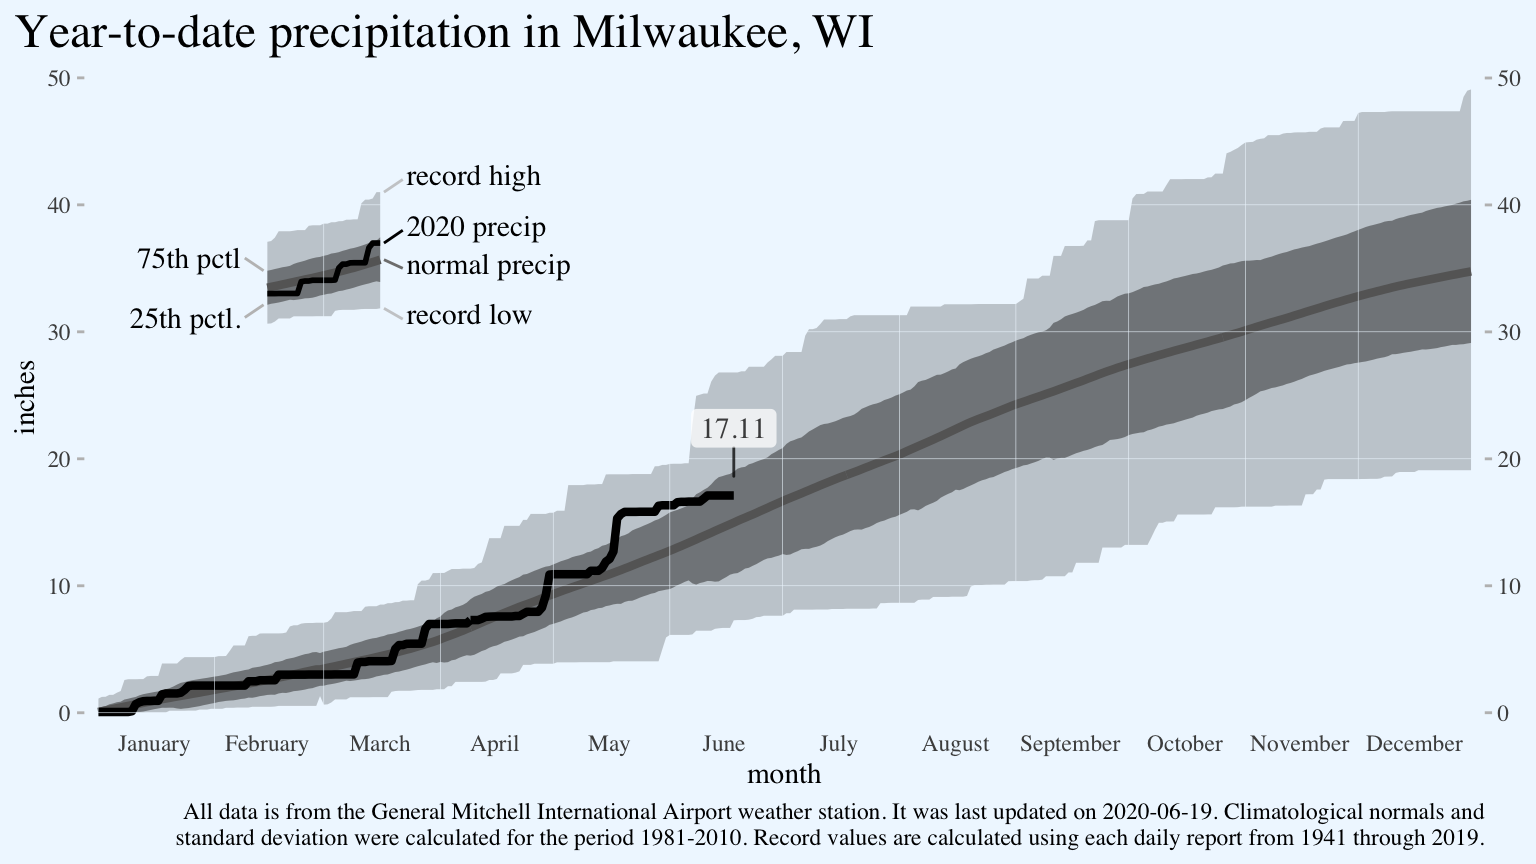 Year-to-date precipitation in Milwaukee, WI
50
50
record high
40
40
2020 precip
75th pctl
normal precip
25th pctl.
record low
30
30
inches
17.11
20
20
10
10
0
0
January February March April May June July August September October November December
month
All data is from the General Mitchell International Airport weather station. It was last updated on 2020-06-19. Climatological normals and
standard deviation were calculated for the period 1981-2010. Record values are calculated using each daily report from 1941 through 2019.